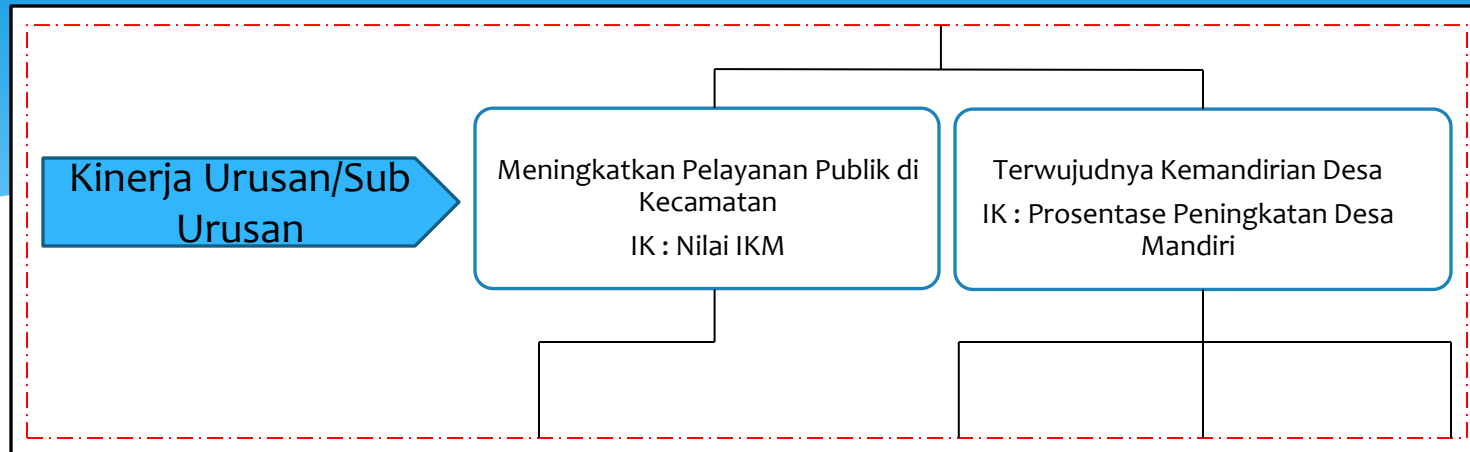 Kinerja Urusan/Sub
Urusan
Meningkatkan Pelayanan Publik di
Kecamatan
IK : Nilai IKM
Terwujudnya Kemandirian Desa
IK : Prosentase Peningkatan Desa
Mandiri